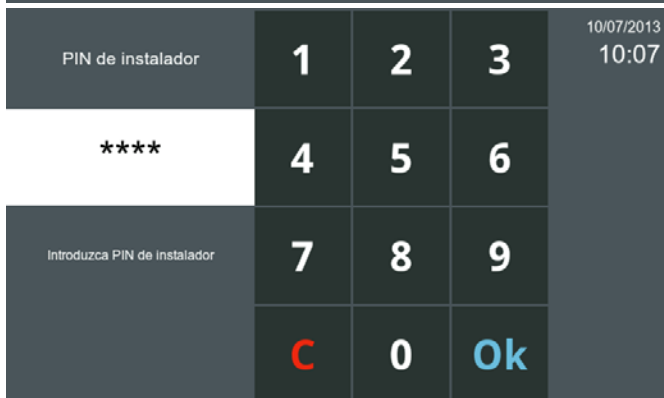 PIN de instalador
1 2 3
10/07/2013
10:07
****
4 5 6
Introduzca PIN de instalador
7 8 9
C 0 Ok